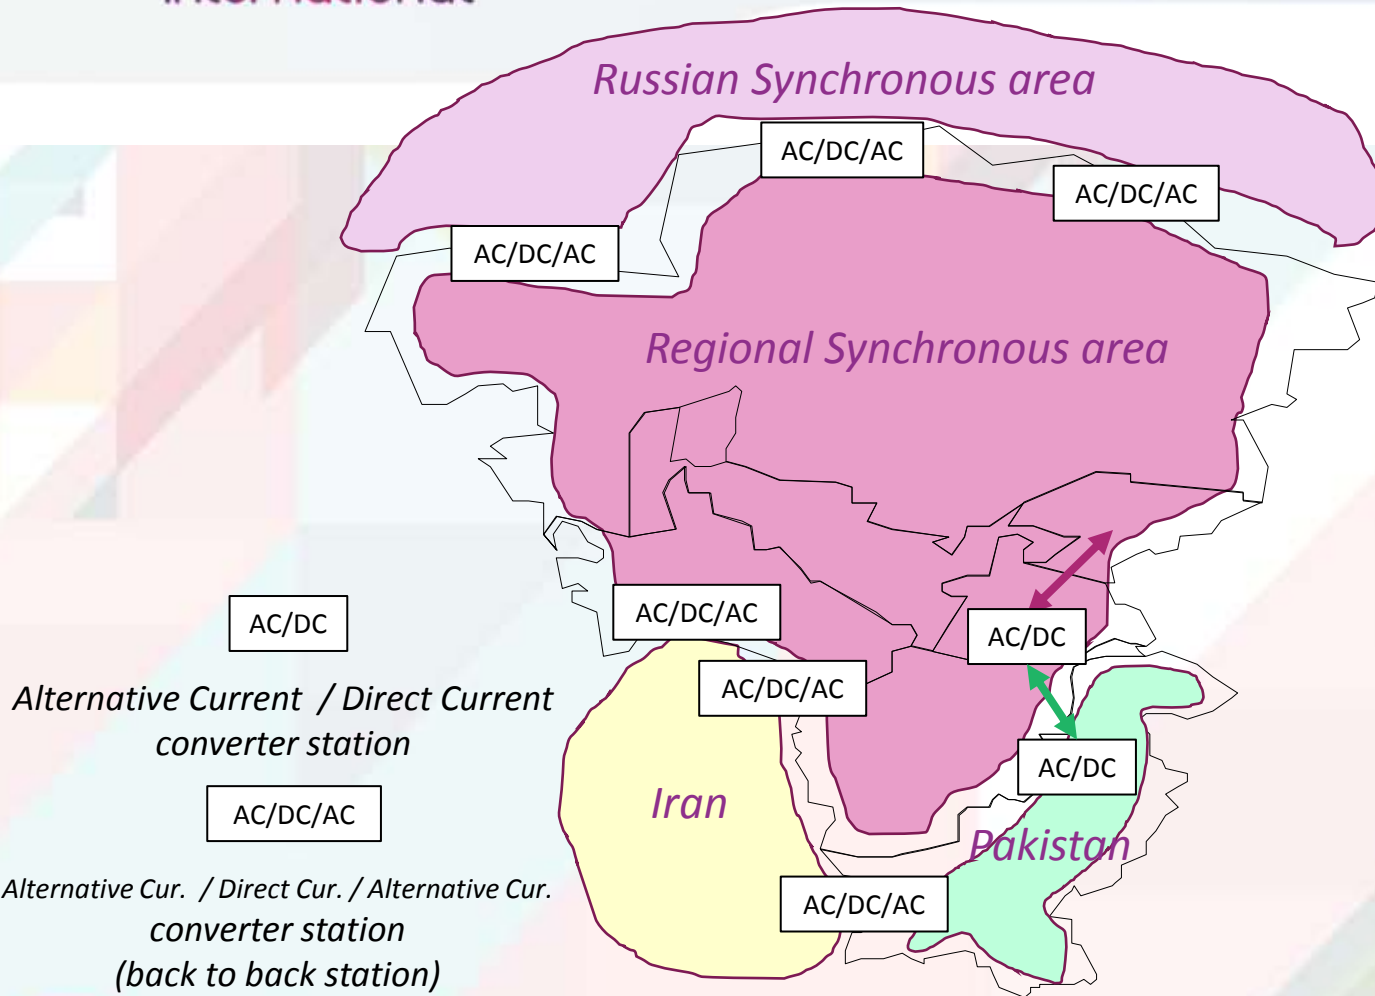 International
Russian Synchronous area
AC/DC/AC
AC/DC/AC
AC/DC/AC
Regional Synchronous area
AC/DC/AC
AC/DC
AC/DC
Alternative Current / Direct Current
converter station
AC/DC/AC
AC/DC
Iran
AC/DC/AC
Pakistan
Alternative Cur. / Direct Cur. / Alternative Cur.
converter station
(back to back station)
AC/DC/AC